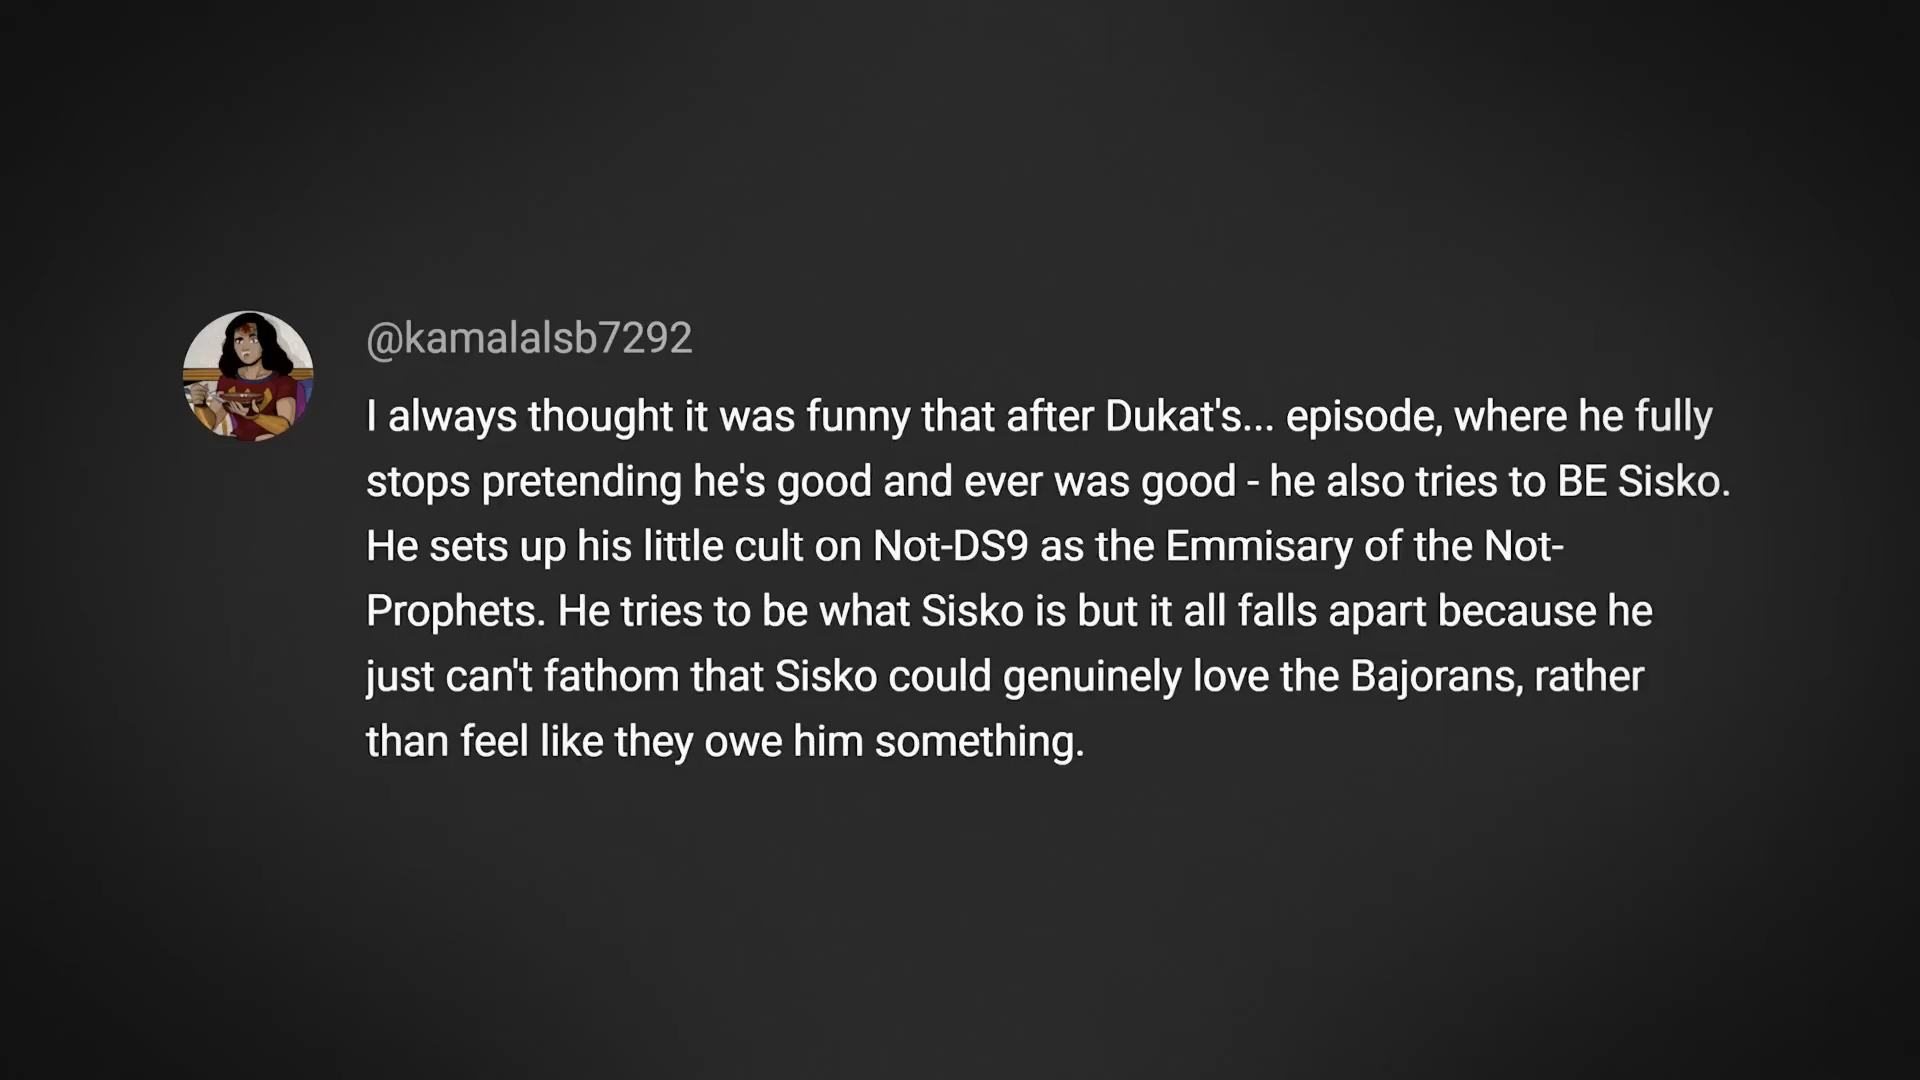 @kamalalsb7292
I always thought it was funny that after Dukat's... episode, where he fully
stops pretending he's good and ever was good - he also tries to BE Sisko.
He sets up his little cult on Not-DS9 as the Emmisary of the Not-
Prophets. He tries to be what Sisko is but it all falls apart because he
just can't fathom that Sisko could genuinely love the Bajorans, rather
than feel like they owe him something.